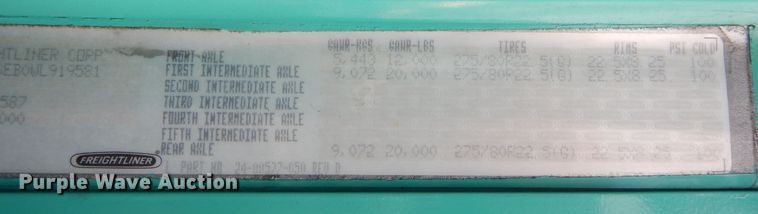 GAWR-KGS GAWR-LBS TIRES RIMS PSI COLD
HTLINER CORP FRONT AXLE 5,443 12,000 275/80R22.5(G) 22.5X8.25 100
EB0WL919581 FIRST INTERMEDIATE AXLE 9,072 20,000 275/80R22.5(G) 22.5X8.25 100
SECOND INTERMEDIATE AXLE
587 THIRD INTERMEDIATE AXLE
000 FOURTH INTERMEDIATE AXLE
FIFTH INTERMEDIATE AXLE
REAR AXLE 9,072 20,000 275/80R22.5(G) 22.5X8.25 100
FREIGHTLINER
PART NO. 24-00537-050 REV D
Purple Wave Auction